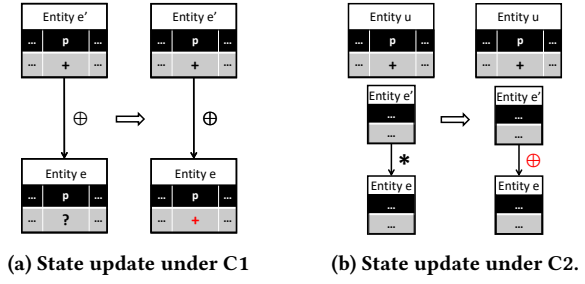 Entity e' Entity e'
... p ... ... p ...
... + ... ... + ...
⊕ ⇨ ⊕
Entity e Entity e
... p ... ... p ...
... ? ... ... + ...
(a) State update under C1
Entity u Entity u
... p ... ... p ...
... + ... ... + ...
Entity e' Entity e'
... ...
... ...
* ⇨ ⊕
Entity e Entity e
... ...
... ...
(b) State update under C2.